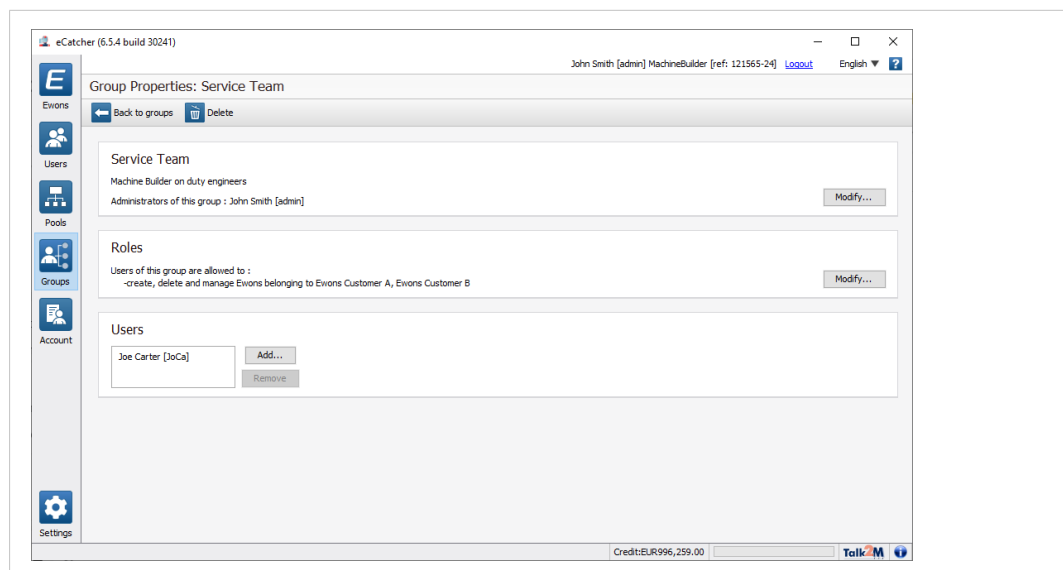 eCatcher (6.5.4 build 30241)
John Smith [admin] MachineBuilder [ref: 121565-24] Logout English ▼ ?
E
Ewons
Group Properties: Service Team
Back to groups Delete
Users
Service Team
Machine Builder on duty engineers
Administrators of this group : John Smith [admin]
Modify...
Pools
Roles
Users of this group are allowed to :
-create, delete and manage Ewons belonging to Ewons Customer A, Ewons Customer B
Modify...
Groups
Users
Joe Carter [JoCa]
Add...
Remove
Account
Settings
Credit:EUR996,259.00
Talk2M